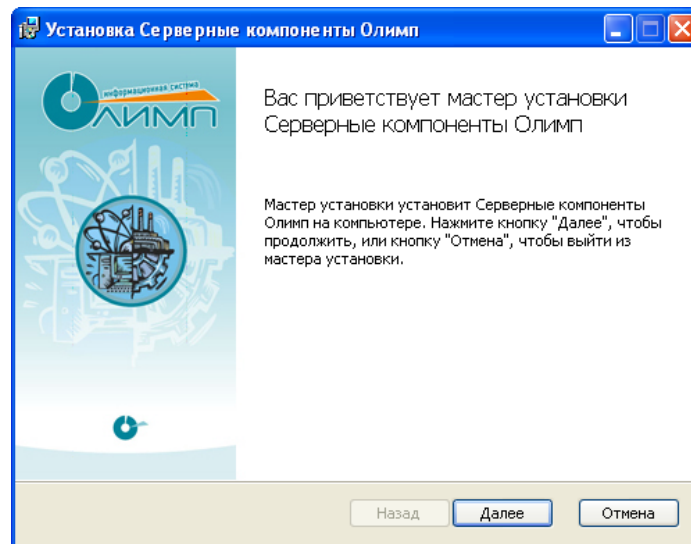 Установка Серверные компоненты Олимп
информационная система
Олимп
Вас приветствует мастер установки
Серверные компоненты Олимп
Мастер установки установит Серверные компоненты
Олимп на компьютере. Нажмите кнопку "Далее", чтобы
продолжить, или кнопку "Отмена", чтобы выйти из
мастера установки.
Назад
Далее
Отмена